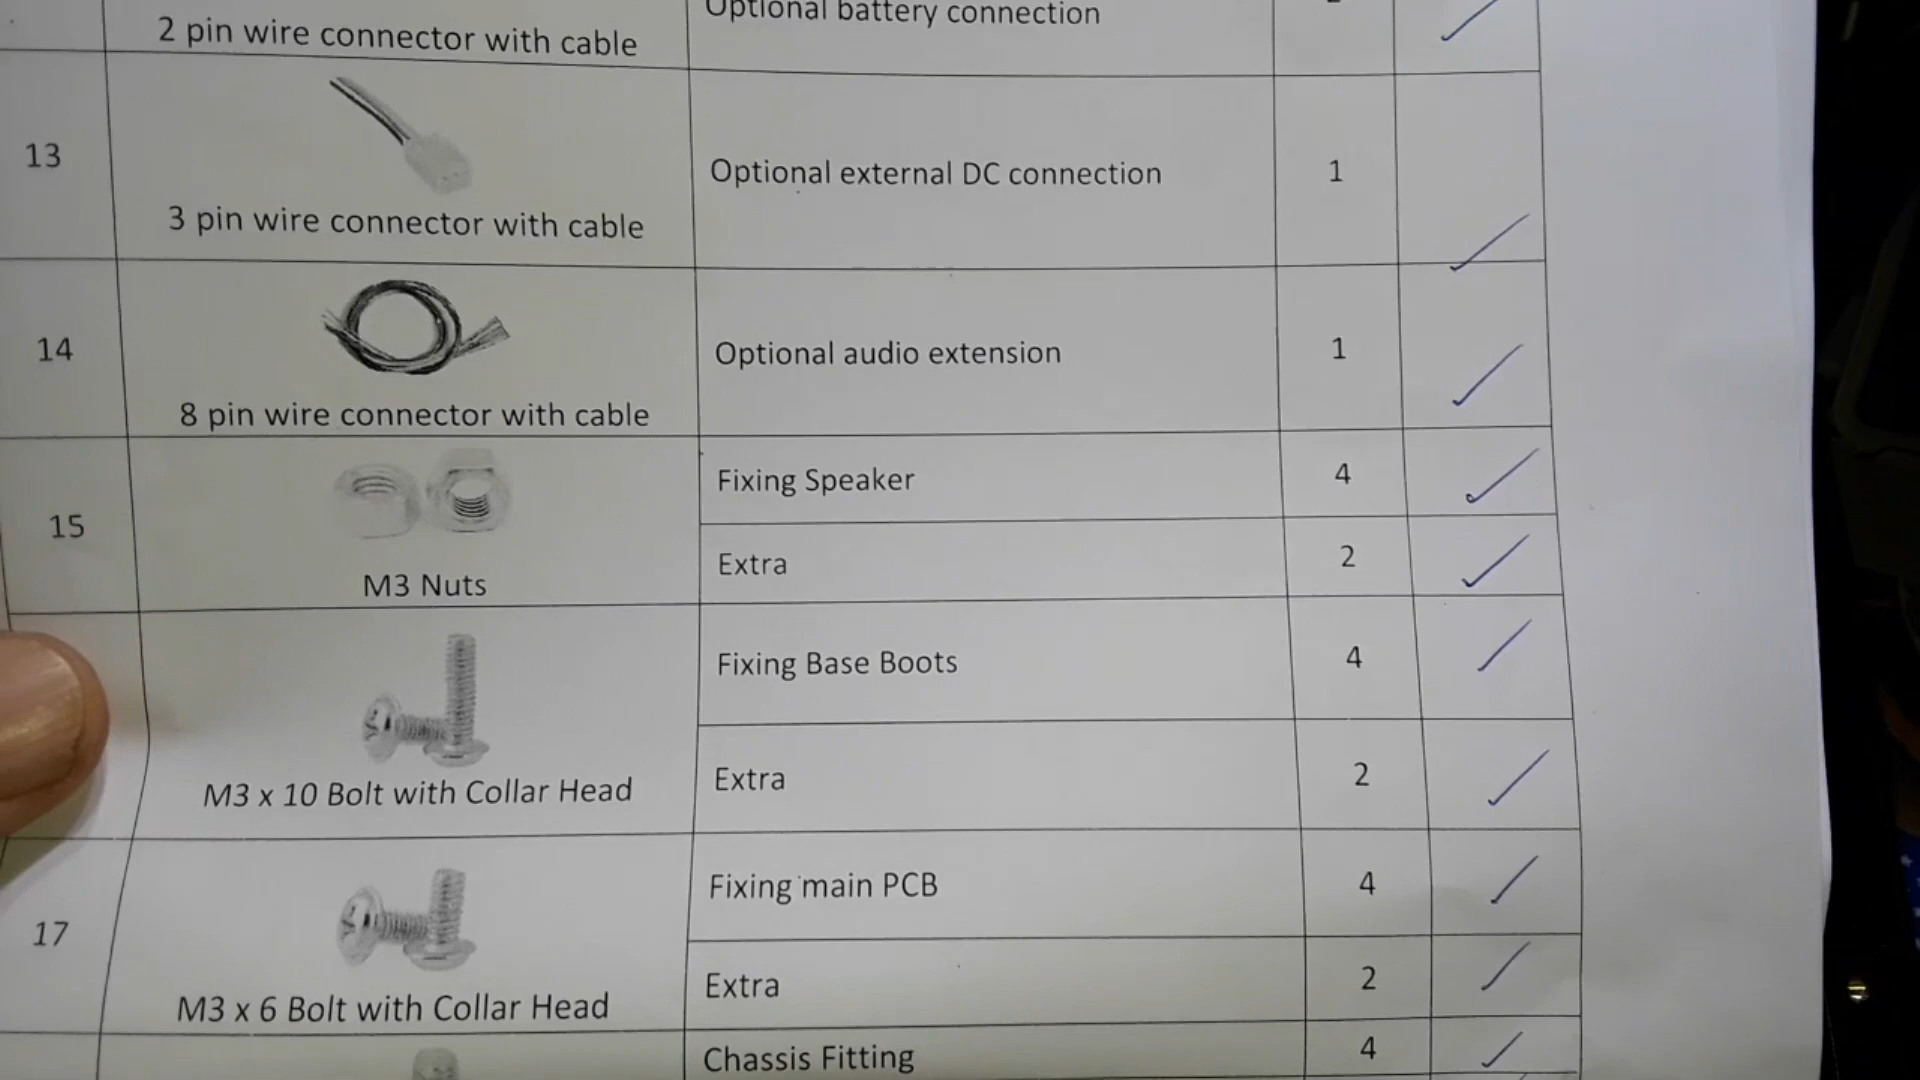 2 pin wire connector with cable
Optional battery connection
13
3 pin wire connector with cable
Optional external DC connection
1
14
8 pin wire connector with cable
Optional audio extension
1
15
M3 Nuts
Fixing Speaker
4
Extra
2
M3 x 10 Bolt with Collar Head
Fixing Base Boots
4
Extra
2
17
M3 x 6 Bolt with Collar Head
Fixing main PCB
4
Extra
2
Chassis Fitting
4